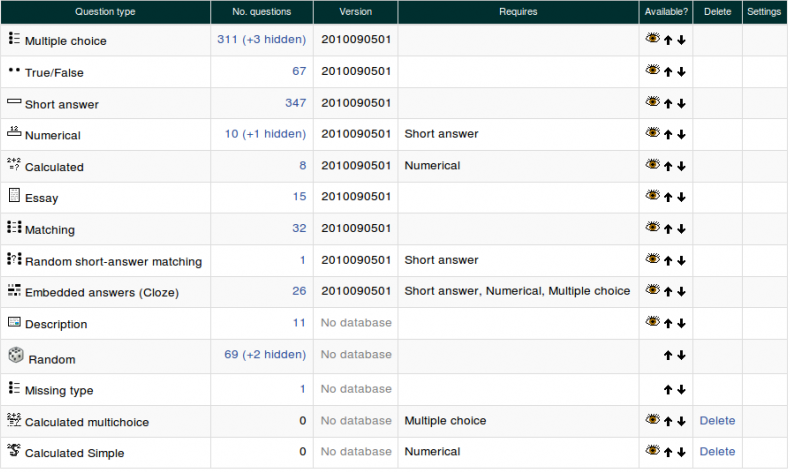 Question type No. questions Version Requires Available? Delete Settings
Multiple choice 311 (+3 hidden) 2010090501
True/False 67 2010090501
Short answer 347 2010090501
12 Numerical 10 (+1 hidden) 2010090501 Short answer
2+2 =? Calculated 8 2010090501 Numerical
Essay 15 2010090501
Matching 32 2010090501
Random short-answer matching 1 2010090501 Short answer
Embedded answers (Cloze) 26 2010090501 Short answer, Numerical, Multiple choice
Description 11 No database
Random 69 (+2 hidden) No database
Missing type 1 No database
Calculated multichoice 0 No database Multiple choice Delete
Calculated Simple 0 No database Numerical Delete